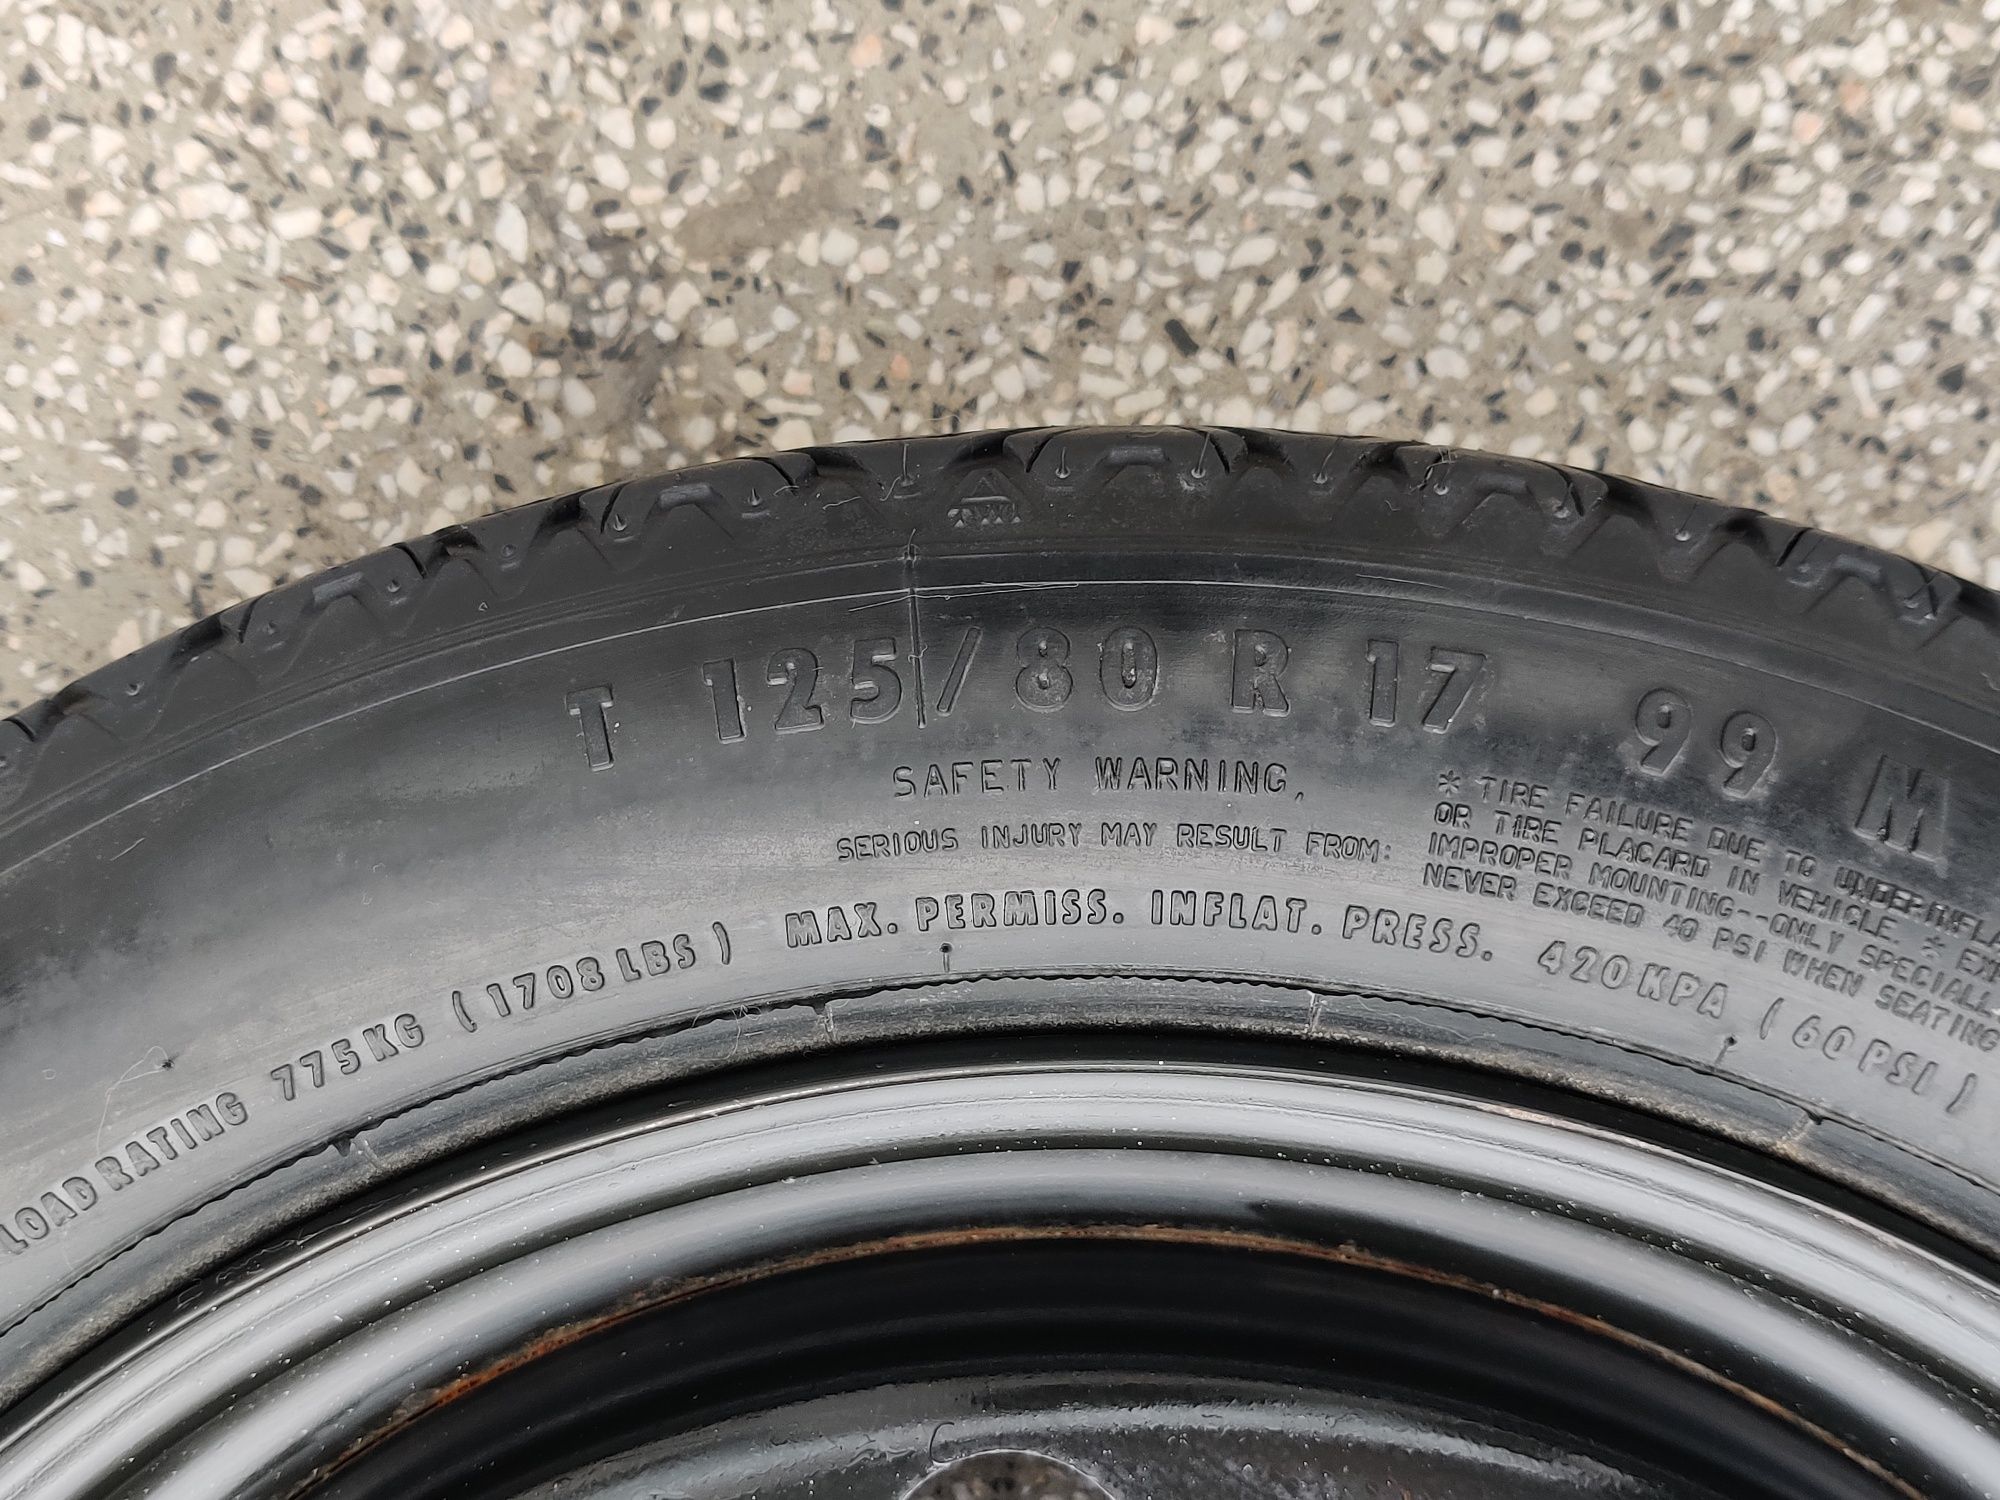 TWI
T 125/80 R 17 99 M
SAFETY WARNING
SERIOUS INJURY MAY RESULT FROM:
* TIRE FAILURE DUE TO UNDERINFLA
OR TIRE PLACARD IN VEHICLE. * EX
IMPROPER MOUNTING--ONLY SPECIALL
NEVER EXCEED 40 PSI WHEN SEATING
LOAD RATING 775 KG (1708 LBS) MAX. PERMISS. INFLAT. PRESS. 420 KPA (60 PSI)